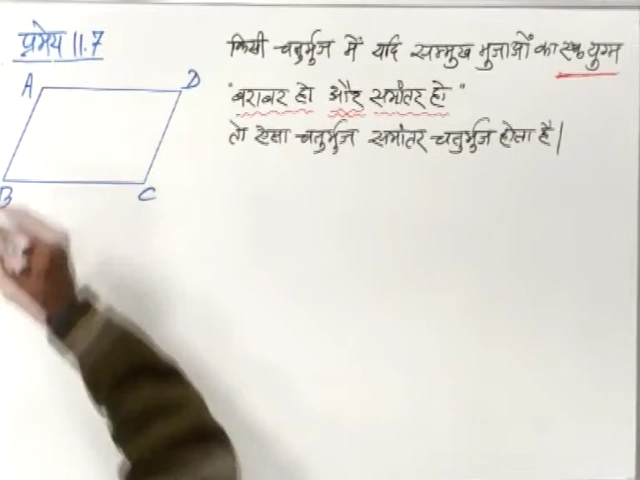 प्रमेय 11.7
किसी चतुर्भुज में यदि सम्मुख भुजाओं का एक युग्म
"बराबर हो और समांतर हो"
तो ऐसा चतुर्भुज समांतर चतुर्भुज होता है।
A D
B C